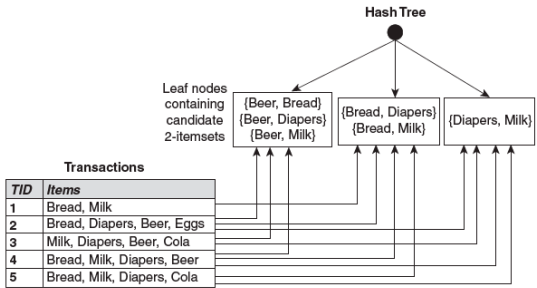 Hash Tree
Leaf nodes
containing
candidate
2-itemsets
{Beer, Bread}
{Beer, Diapers}
{Beer, Milk}
{Bread, Diapers}
{Bread, Milk}
{Diapers, Milk}
Transactions
TID Items
1 Bread, Milk
2 Bread, Diapers, Beer, Eggs
3 Milk, Diapers, Beer, Cola
4 Bread, Milk, Diapers, Beer
5 Bread, Milk, Diapers, Cola